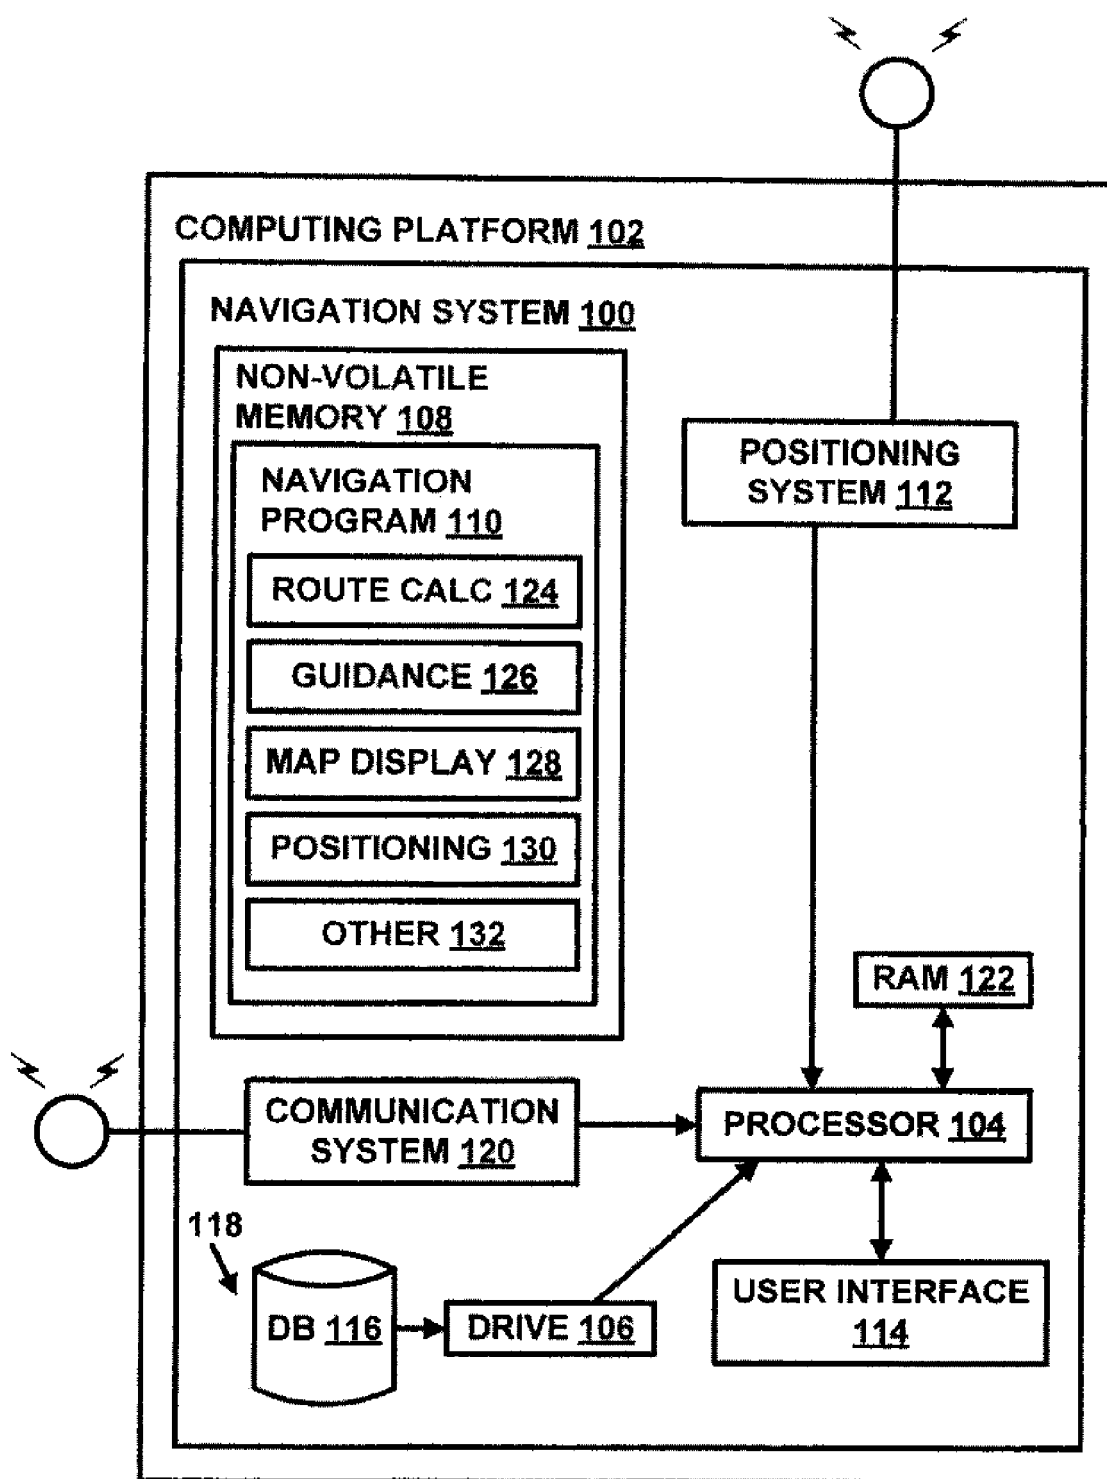 COMPUTING PLATFORM 102
NAVIGATION SYSTEM 100
NON-VOLATILE
MEMORY 108
NAVIGATION
PROGRAM 110
ROUTE CALC 124
GUIDANCE 126
MAP DISPLAY 128
POSITIONING 130
OTHER 132
POSITIONING
SYSTEM 112
RAM 122
COMMUNICATION
SYSTEM 120
PROCESSOR 104
118
DB 116
DRIVE 106
USER INTERFACE
114